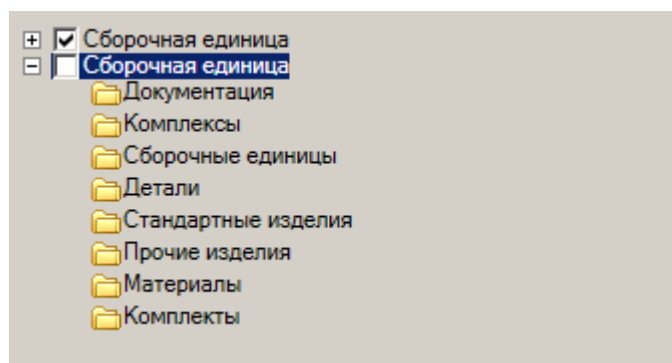 Сборочная единица
Сборочная единица
Документация
Комплексы
Сборочные единицы
Детали
Стандартные изделия
Прочие изделия
Материалы
Комплекты